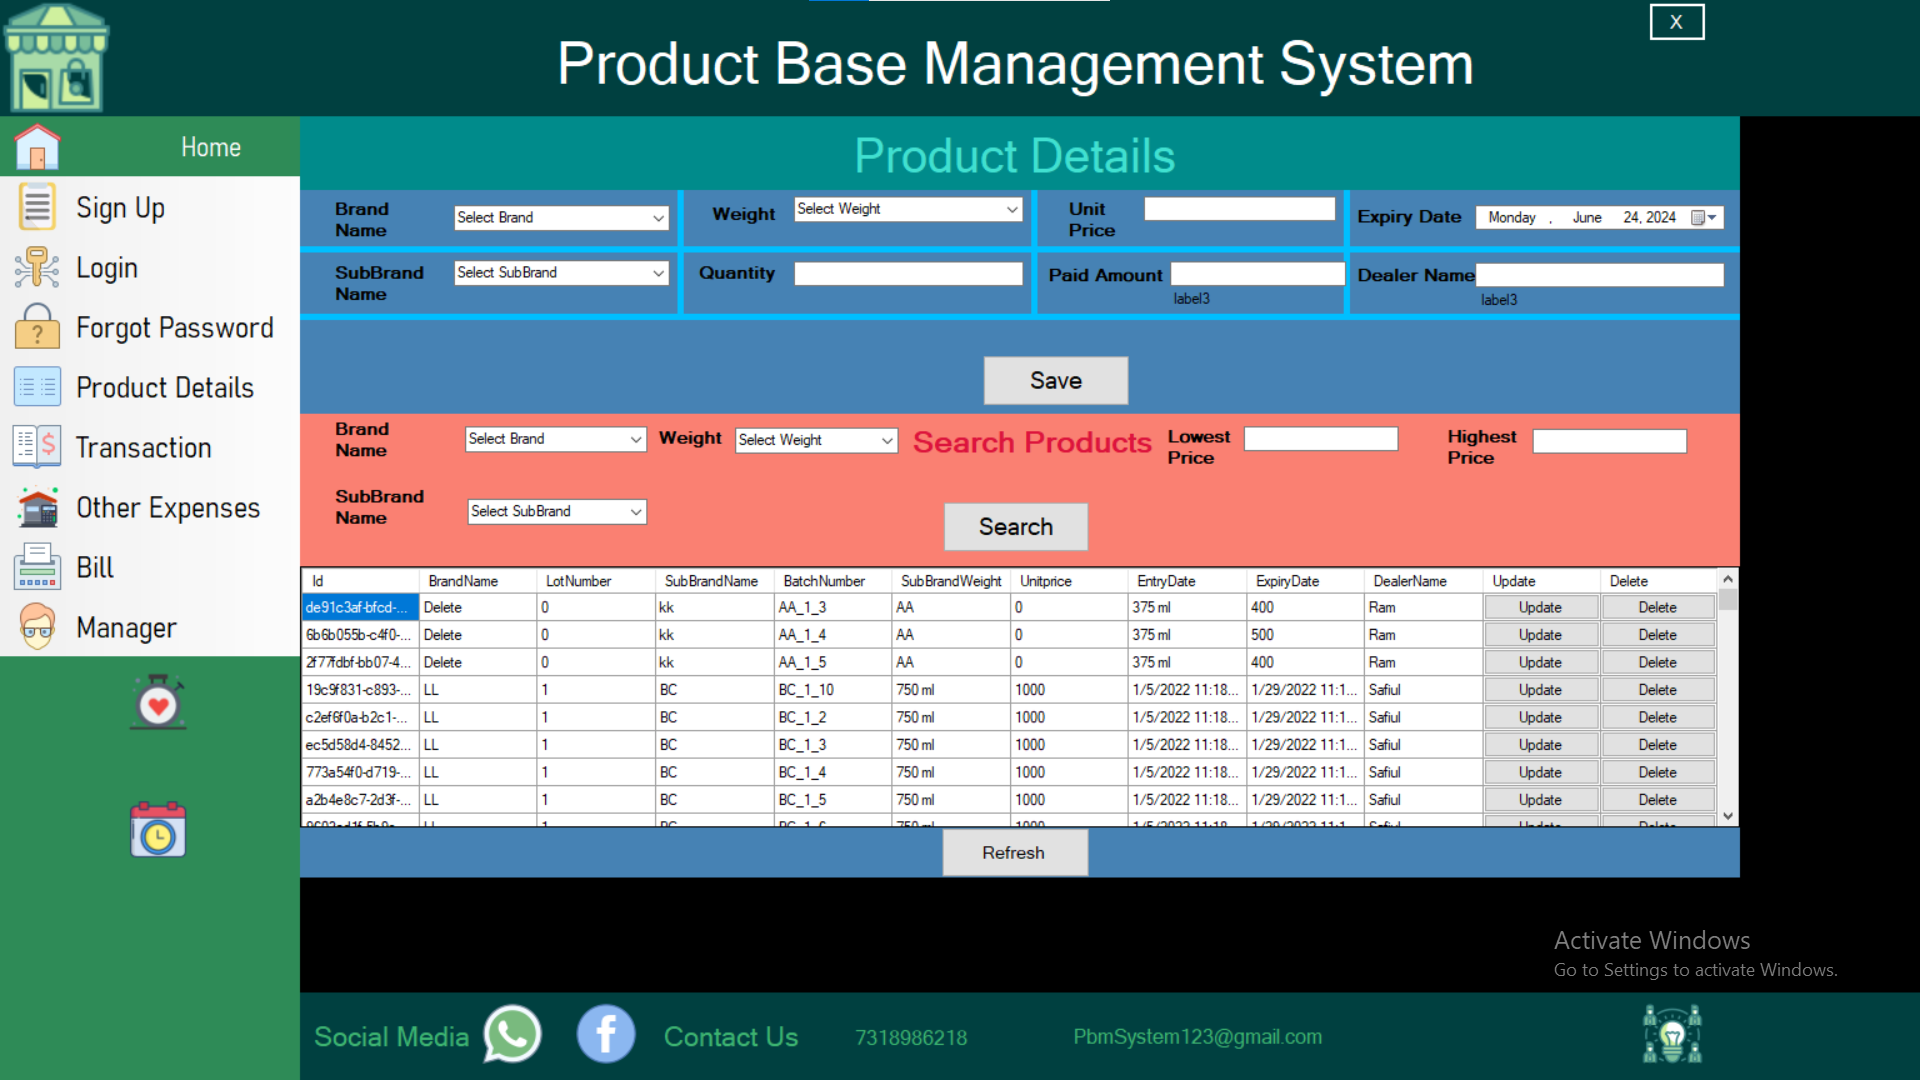 X
Product Base Management System
Home
Sign Up
Login
Forgot Password
Product Details
Transaction
Other Expenses
Bill
Manager
Product Details
Brand Name Select Brand Weight Select Weight Unit Price Expiry Date Monday , June 24, 2024
SubBrand Name Select SubBrand Quantity Paid Amount label3 Dealer Name label3
Save
Brand Name Select Brand Weight Select Weight Search Products Lowest Price Highest Price
SubBrand Name Select SubBrand
Search
Id BrandName LotNumber SubBrandName BatchNumber SubBrandWeight Unitprice EntryDate ExpiryDate DealerName Update Delete
de91c3af-bfcd-... Delete 0 kk AA_1_3 AA 0 375 ml 400 Ram Update Delete
6b6b055b-c4f0-... Delete 0 kk AA_1_4 AA 0 375 ml 500 Ram Update Delete
2f77fdbf-bb07-4... Delete 0 kk AA_1_5 AA 0 375 ml 400 Ram Update Delete
19c9f831-c893-... LL 1 BC BC_1_10 750 ml 1000 1/5/2022 11:18... 1/29/2022 11:1... Safiul Update Delete
c2ef6f0a-b2c1-... LL 1 BC BC_1_2 750 ml 1000 1/5/2022 11:18... 1/29/2022 11:1... Safiul Update Delete
ec5d58d4-8452... LL 1 BC BC_1_3 750 ml 1000 1/5/2022 11:18... 1/29/2022 11:1... Safiul Update Delete
773a54f0-d719-... LL 1 BC BC_1_4 750 ml 1000 1/5/2022 11:18... 1/29/2022 11:1... Safiul Update Delete
a2b4e8c7-2d3f-... LL 1 BC BC_1_5 750 ml 1000 1/5/2022 11:18... 1/29/2022 11:1... Safiul Update Delete
Refresh
Activate Windows
Go to Settings to activate Windows.
Social Media Contact Us 7318986218 PbmSystem123@gmail.com